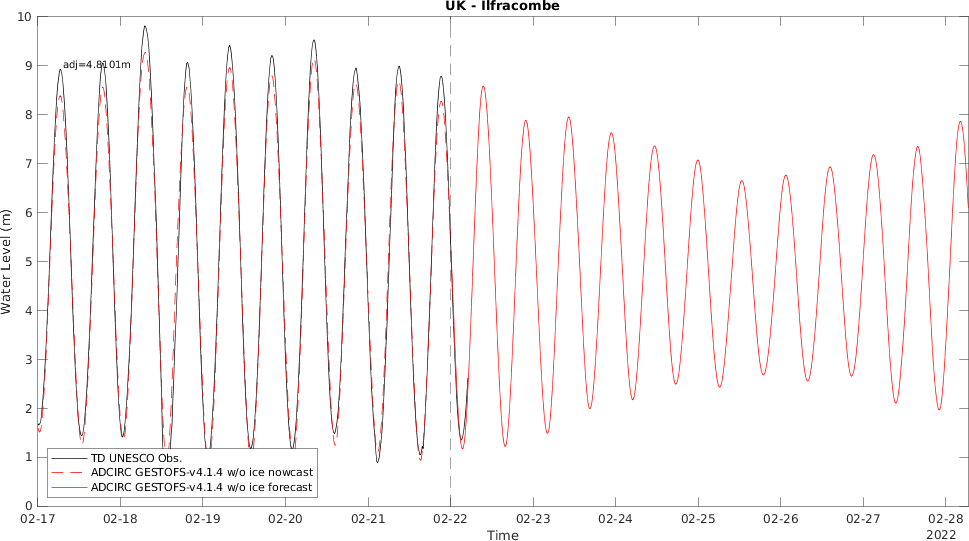 UK - Ilfracombe
10
9
8
7
6
5
4
3
2
1
0
Water Level (m)
adj=4.8101m
TD UNESCO Obs.
ADCIRC GESTOFS-v4.1.4 w/o ice nowcast
ADCIRC GESTOFS-v4.1.4 w/o ice forecast
02-17 02-18 02-19 02-20 02-21 02-22 02-23 02-24 02-25 02-26 02-27 02-28
Time
2022